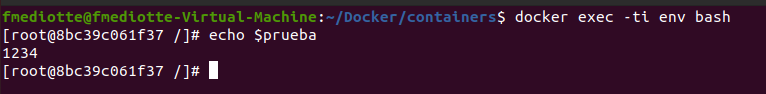 fmediotte@fmediotte-Virtual-Machine:~/Docker/containers$ docker exec -ti env bash
[root@8bc39c061f37 /]# echo $prueba
1234
[root@8bc39c061f37 /]#